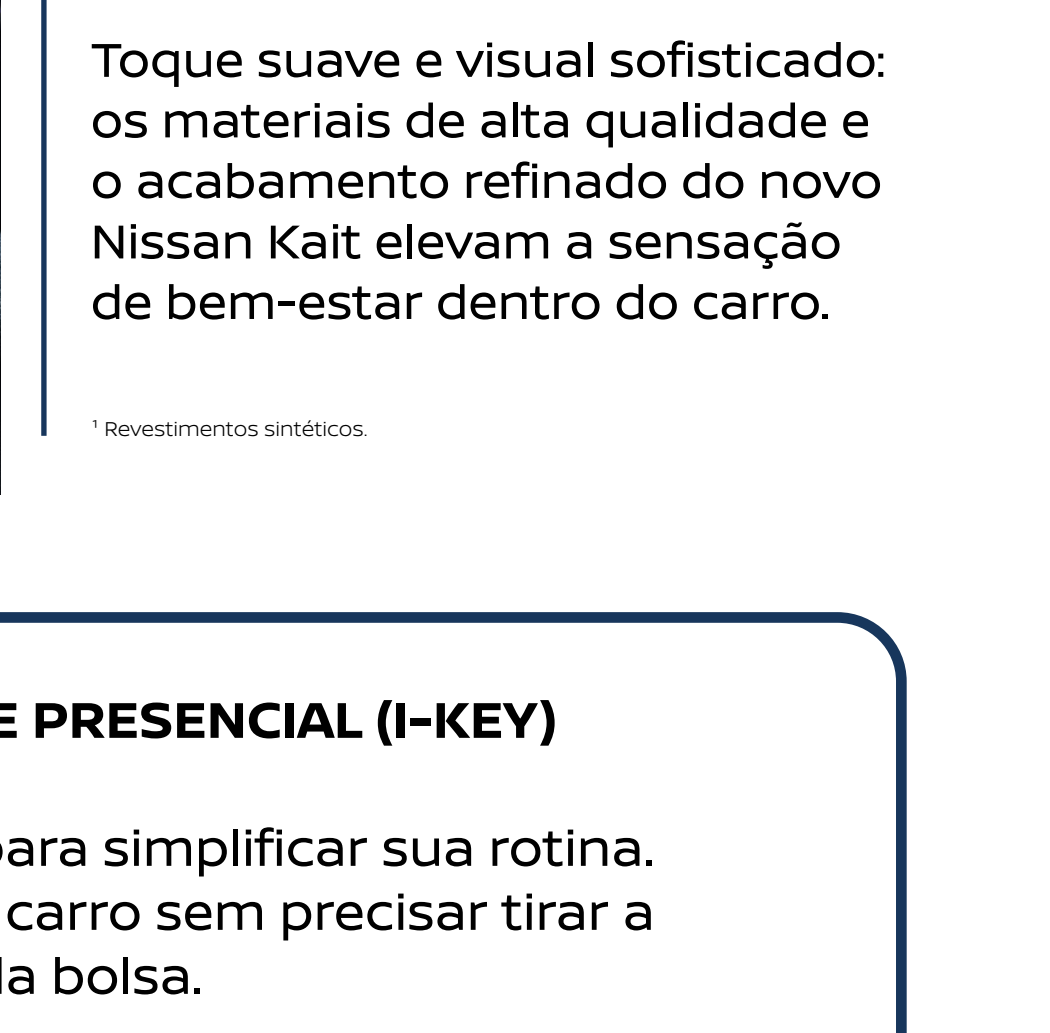 Toque suave e visual sofisticado:
os materiais de alta qualidade e
o acabamento refinado do novo
Nissan Kait elevam a sensação
de bem-estar dentro do carro.
¹ Revestimentos sintéticos.
E PRESENCIAL (I-KEY)
para simplificar sua rotina.
carro sem precisar tirar a
da bolsa.